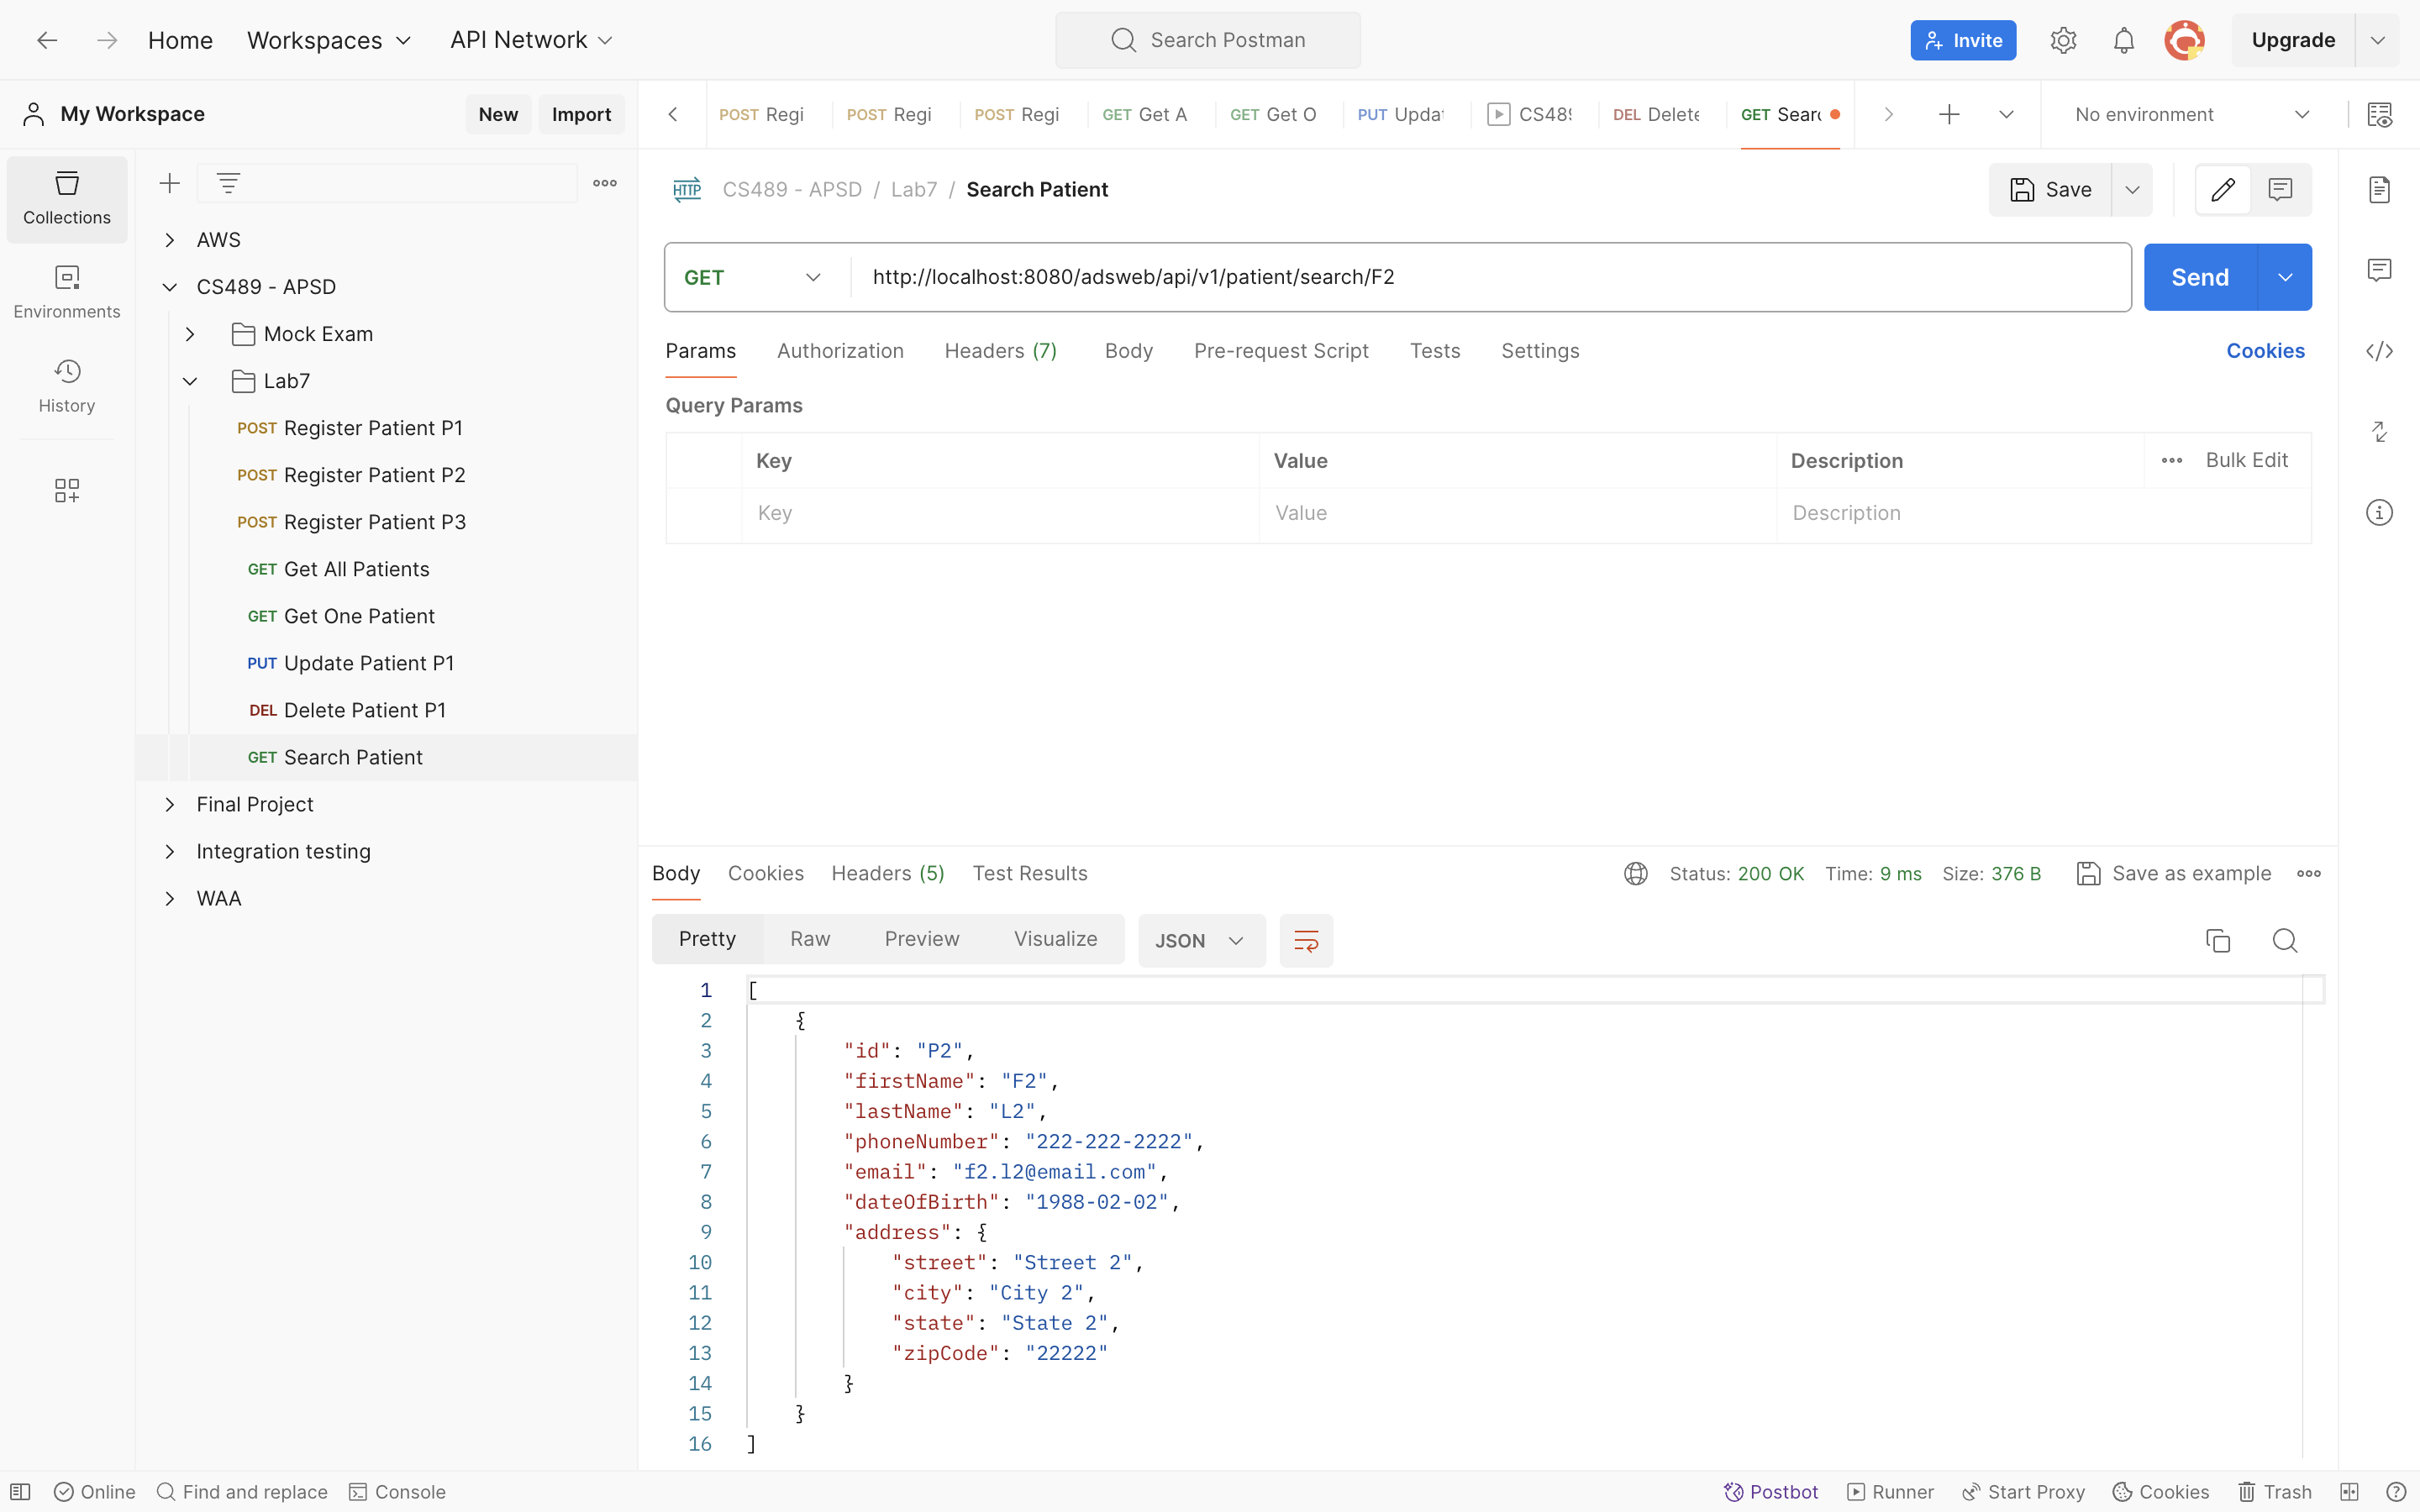 Home Workspaces API Network Search Postman Invite Upgrade
My Workspace New Import
POST Regi POST Regi POST Regi GET Get A GET Get O PUT Updat CS489 DEL Delete GET Searc No environment
Collections
Environments
History
AWS
CS489 - APSD
Mock Exam
Lab7
POST Register Patient P1
POST Register Patient P2
POST Register Patient P3
GET Get All Patients
GET Get One Patient
PUT Update Patient P1
DEL Delete Patient P1
GET Search Patient
Final Project
Integration testing
WAA
HTTP CS489 - APSD / Lab7 / Search Patient Save
GET http://localhost:8080/adsweb/api/v1/patient/search/F2 Send
Params Authorization Headers (7) Body Pre-request Script Tests Settings Cookies
Query Params
Key Value Description Bulk Edit
Key Value Description
Body Cookies Headers (5) Test Results Status: 200 OK Time: 9 ms Size: 376 B Save as example
Pretty Raw Preview Visualize JSON
1 [
2 {
3 "id": "P2",
4 "firstName": "F2",
5 "lastName": "L2",
6 "phoneNumber": "222-222-2222",
7 "email": "f2.l2@email.com",
8 "dateOfBirth": "1988-02-02",
9 "address": {
10 "street": "Street 2",
11 "city": "City 2",
12 "state": "State 2",
13 "zipCode": "22222"
14 }
15 }
16 ]
Online Find and replace Console Postbot Runner Start Proxy Cookies Trash